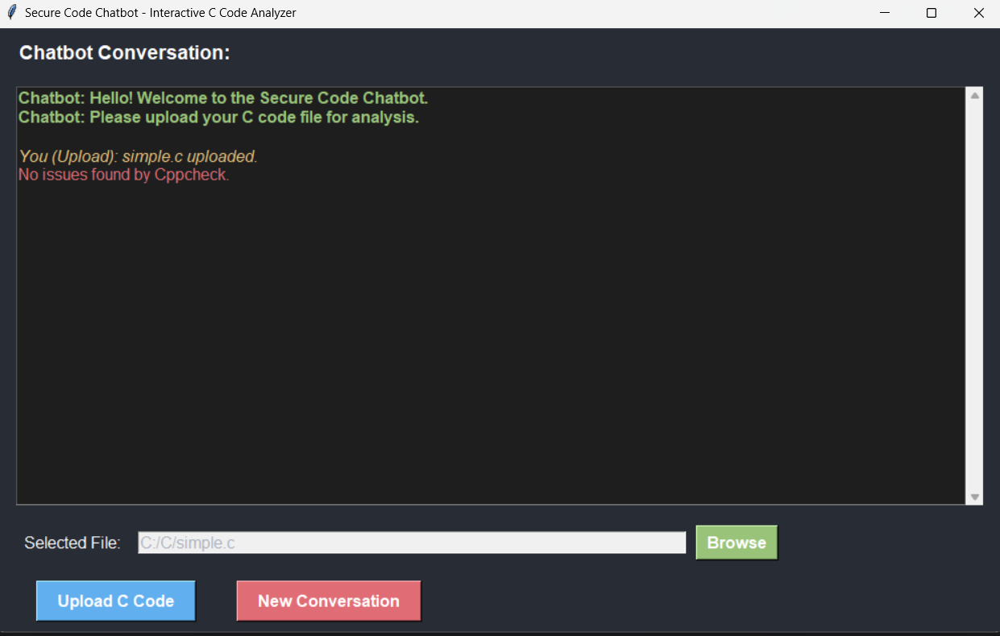 Secure Code Chatbot - Interactive C Code Analyzer
Chatbot Conversation:
Chatbot: Hello! Welcome to the Secure Code Chatbot.
Chatbot: Please upload your C code file for analysis.
You (Upload): simple.c uploaded.
No issues found by Cppcheck.
Selected File: C:/C/simple.c Browse
Upload C Code New Conversation